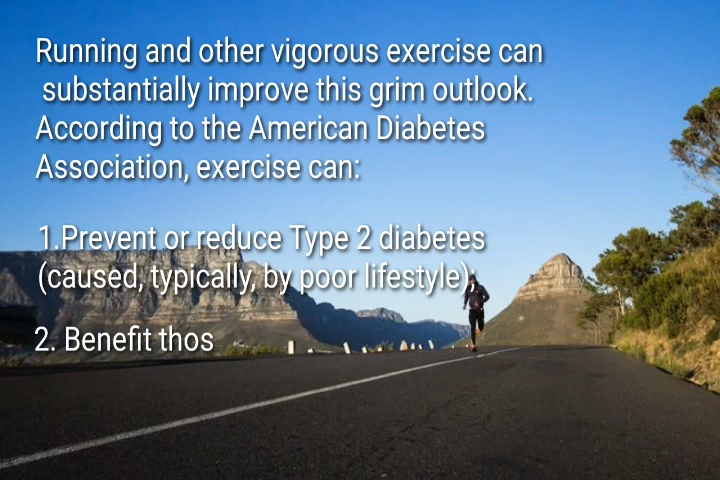 Running and other vigorous exercise can
substantially improve this grim outlook.
According to the American Diabetes
Association, exercise can:
1.Prevent or reduce Type 2 diabetes
(caused, typically, by poor lifestyle);
2. Benefit thos